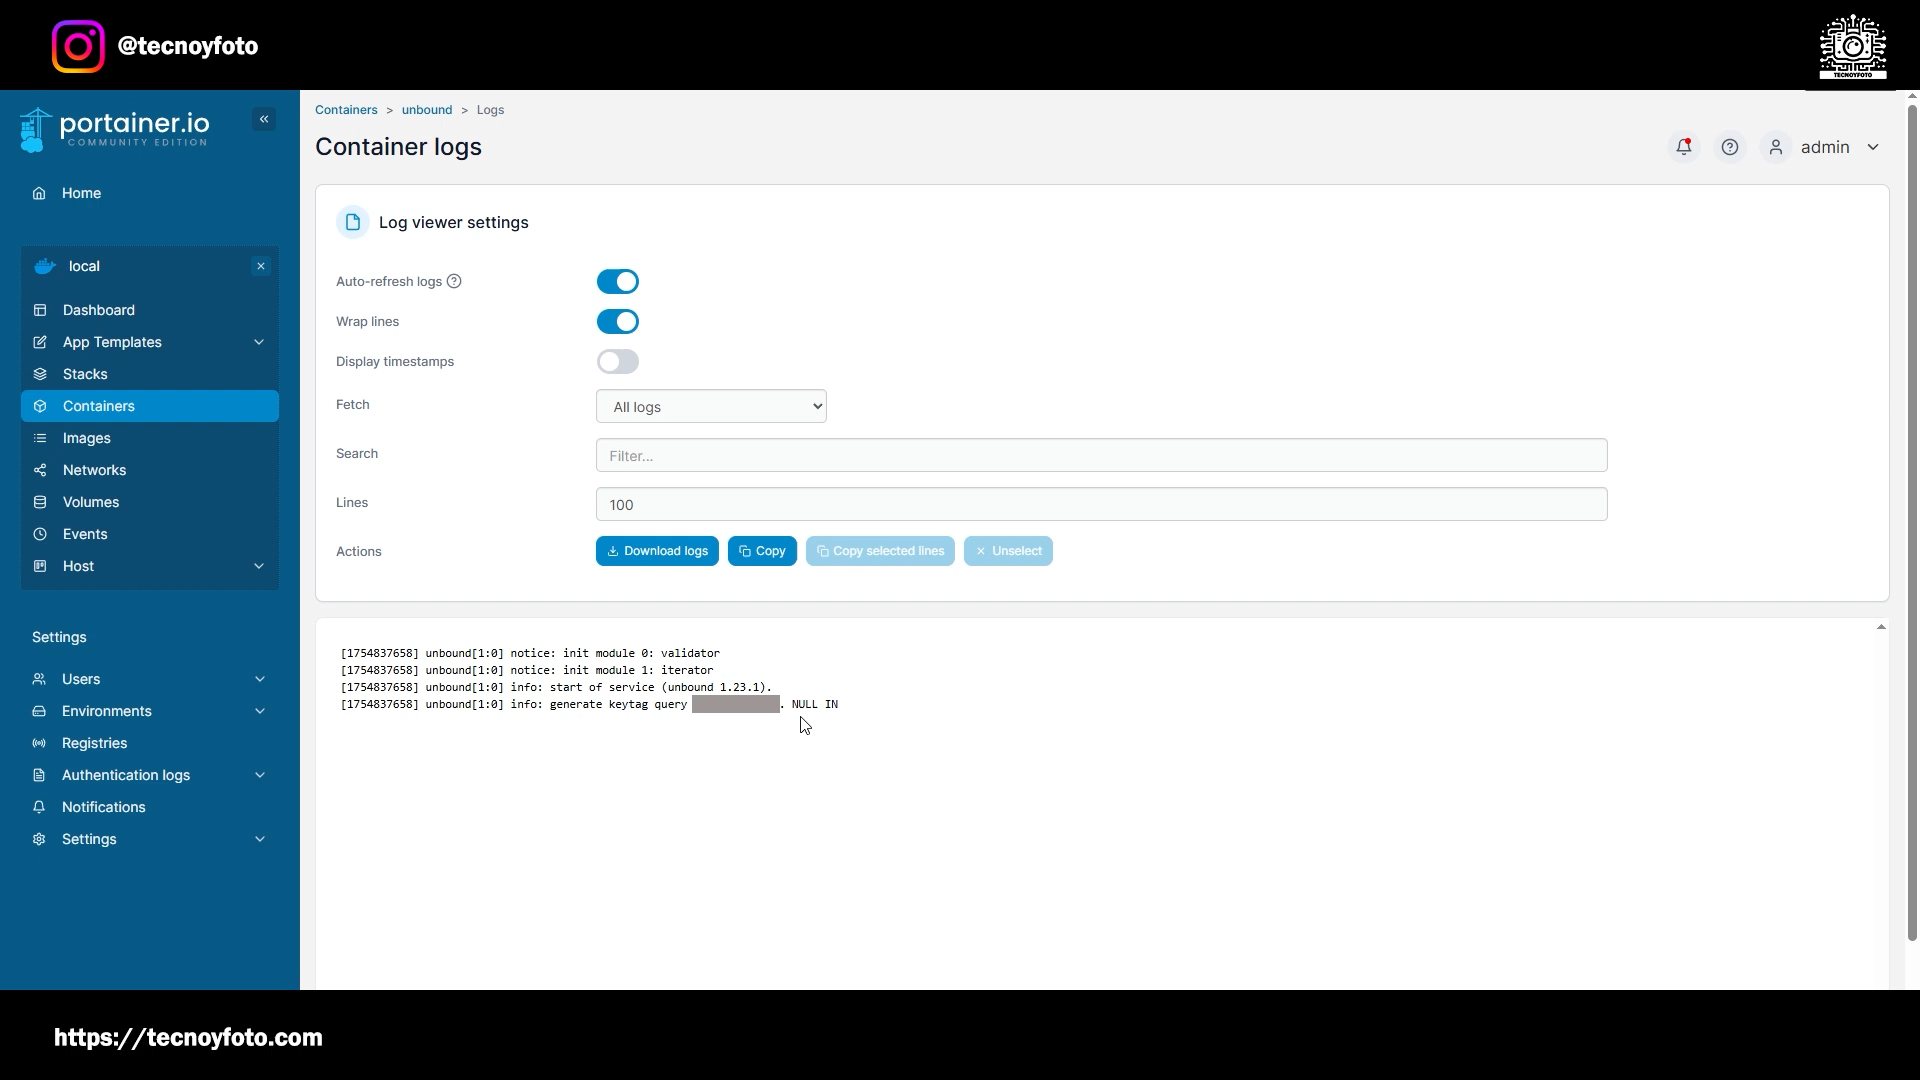 @tecnoyfoto
TECNOYFOTO
portainer.io
COMMUNITY EDITION
Home
local
Dashboard
App Templates
Stacks
Containers
Images
Networks
Volumes
Events
Host
Settings
Users
Environments
Registries
Authentication logs
Notifications
Settings
Containers > unbound > Logs
Container logs
admin
Log viewer settings
Auto-refresh logs
Wrap lines
Display timestamps
Fetch All logs
Search Filter...
Lines 100
Actions Download logs Copy Copy selected lines Unselect
[1754837658] unbound[1:0] notice: init module 0: validator
[1754837658] unbound[1:0] notice: init module 1: iterator
[1754837658] unbound[1:0] info: start of service (unbound 1.23.1).
[1754837658] unbound[1:0] info: generate keytag query . NULL IN
https://tecnoyfoto.com